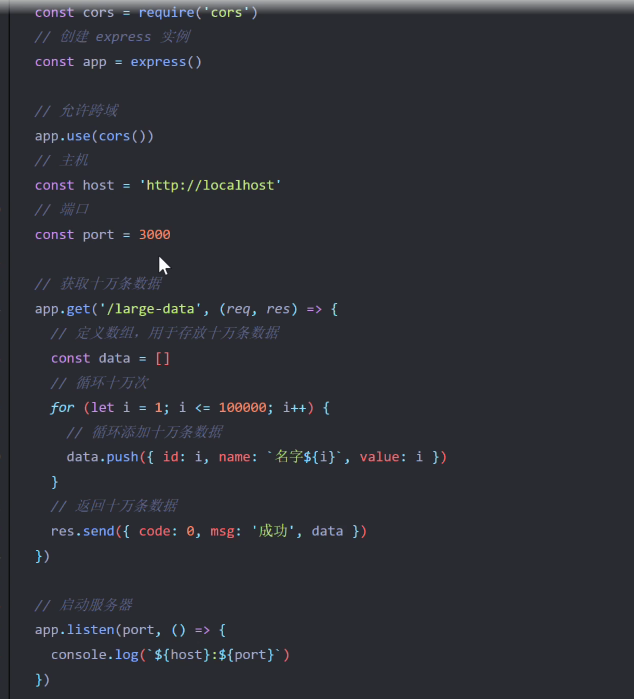 const cors = require('cors')
// 创建 express 实例
const app = express()
// 允许跨域
app.use(cors())
// 主机
const host = 'http://localhost'
// 端口
const port = 3000
// 获取十万条数据
app.get('/large-data', (req, res) => {
// 定义数组，用于存放十万条数据
const data = []
// 循环十万次
for (let i = 1; i <= 100000; i++) {
// 循环添加十万条数据
data.push({ id: i, name: `名字${i}`, value: i })
}
// 返回十万条数据
res.send({ code: 0, msg: '成功', data })
})
// 启动服务器
app.listen(port, () => {
console.log(`${host}:${port}`)
})